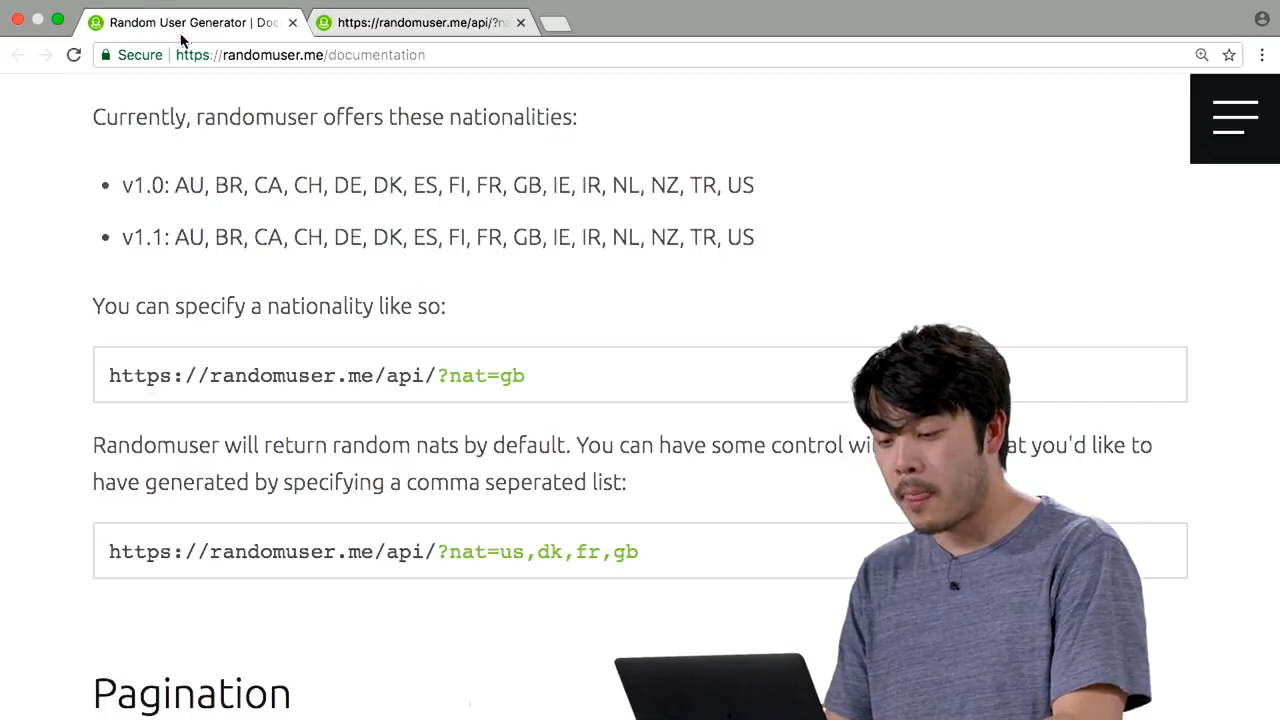 Random User Generator | Doc
https://randomuser.me/api/?na
Secure
https://randomuser.me/documentation
Currently, randomuser offers these nationalities:
v1.0: AU, BR, CA, CH, DE, DK, ES, FI, FR, GB, IE, IR, NL, NZ, TR, US
v1.1: AU, BR, CA, CH, DE, DK, ES, FI, FR, GB, IE, IR, NL, NZ, TR, US
You can specify a nationality like so:
https://randomuser.me/api/?nat=gb
Randomuser will return random nats by default. You can have some control wi at you'd like to
have generated by specifying a comma seperated list:
https://randomuser.me/api/?nat=us,dk,fr,gb
Pagination